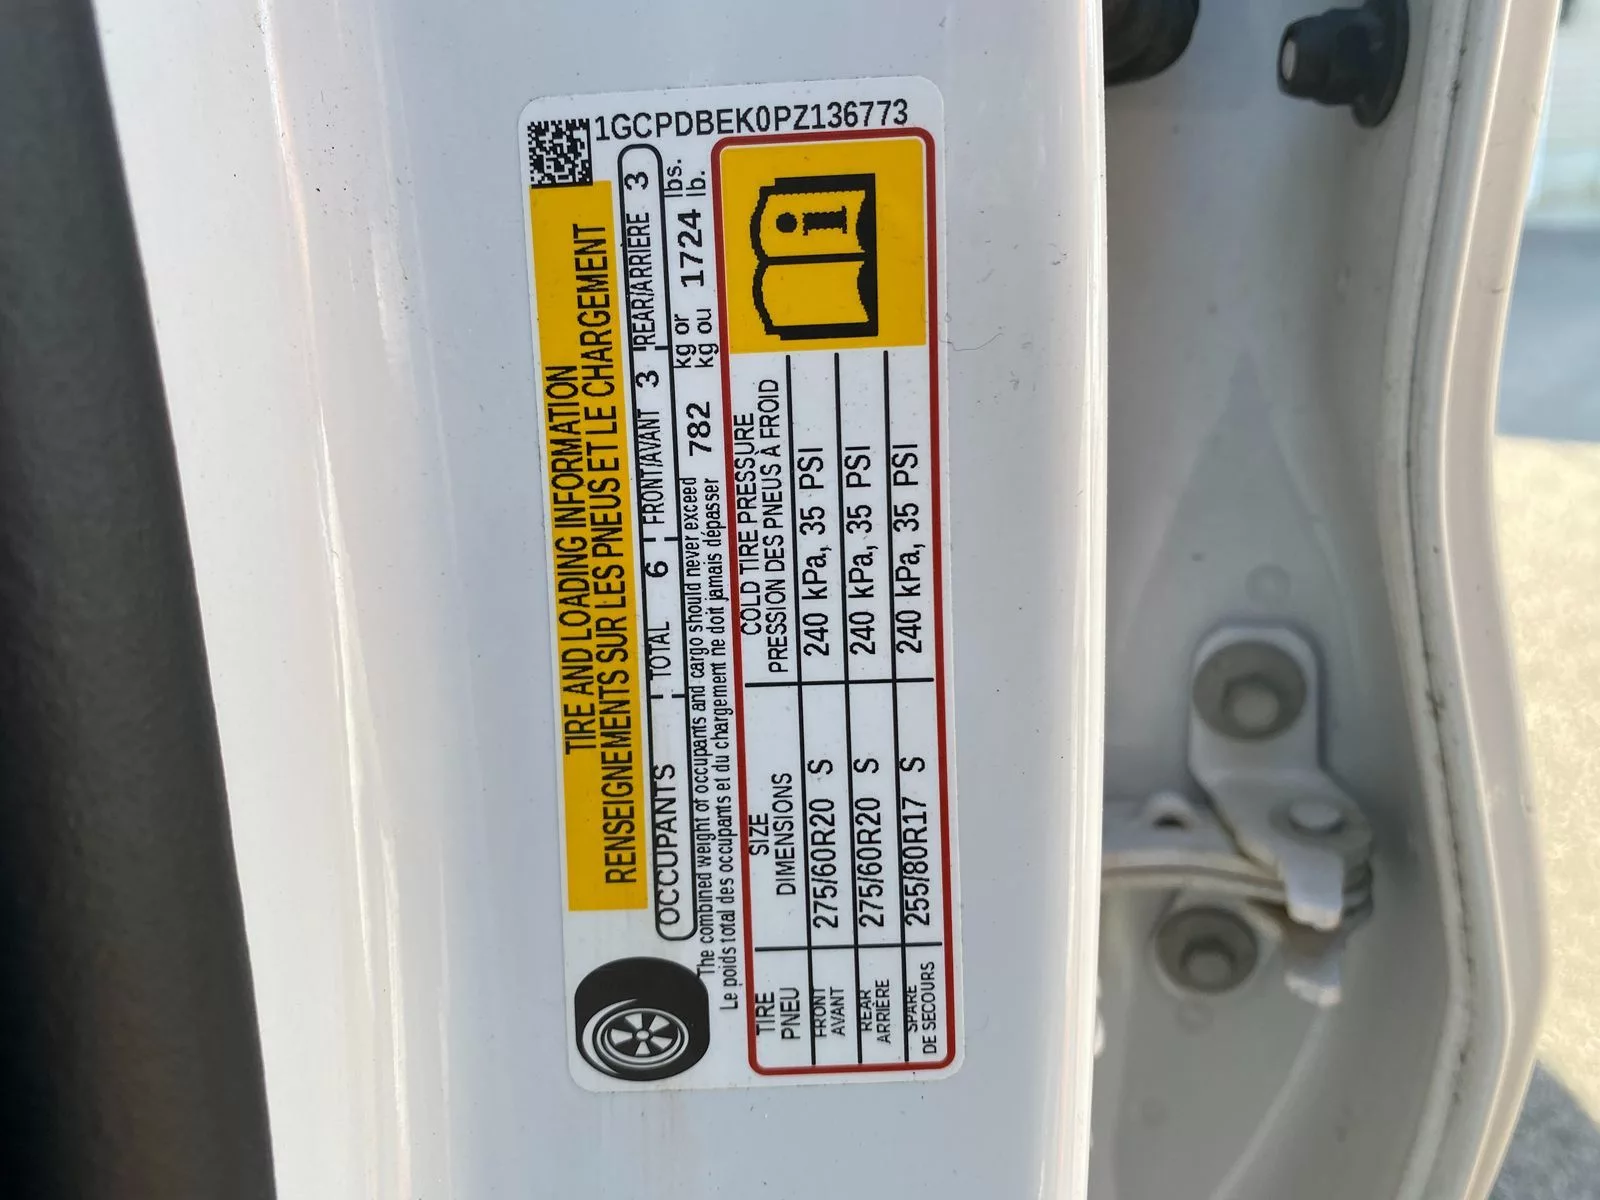 1GCPDBEK0PZ136773
TIRE AND LOADING INFORMATION
RENSEIGNEMENTS SUR LES PNEUS ET LE CHARGEMENT
OCCUPANTS TOTAL 6 FRONT/AVANT 3 REAR/ARRIÈRE 3
The combined weight of occupants and cargo should never exceed 782 kg or 1724 lbs.
Le poids total des occupants et du chargement ne doit jamais dépasser 782 kg ou 1724 lb.
TIRE SIZE COLD TIRE PRESSURE
PNEU DIMENSIONS PRESSION DES PNEUS À FROID
FRONT
AVANT 275/60R20 S 240 kPa, 35 PSI
REAR
ARRIÈRE 275/60R20 S 240 kPa, 35 PSI
SPARE
DE SECOURS 255/80R17 S 240 kPa, 35 PSI
i